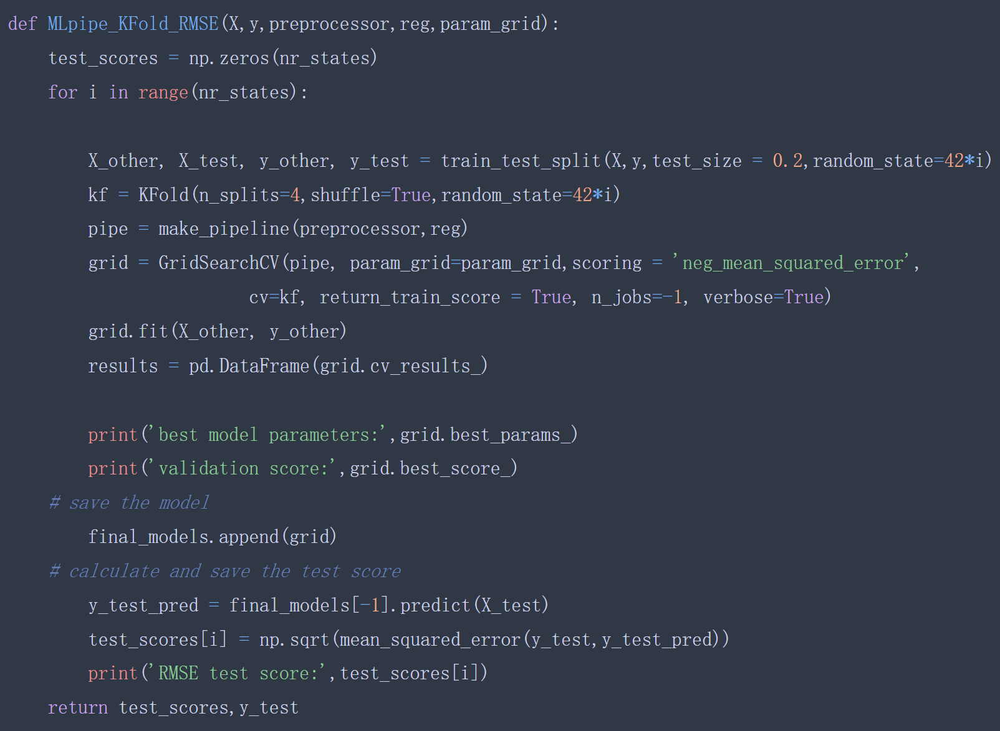 def MLpipe_KFold_RMSE(X,y,preprocessor,reg,param_grid):
    test_scores = np.zeros(nr_states)
    for i in range(nr_states):

        X_other, X_test, y_other, y_test = train_test_split(X,y,test_size = 0.2,random_state=42*i)
        kf = KFold(n_splits=4,shuffle=True,random_state=42*i)
        pipe = make_pipeline(preprocessor,reg)
        grid = GridSearchCV(pipe, param_grid=param_grid,scoring = 'neg_mean_squared_error',
                        cv=kf, return_train_score = True, n_jobs=-1, verbose=True)
        grid.fit(X_other, y_other)
        results = pd.DataFrame(grid.cv_results_)

        print('best model parameters:',grid.best_params_)
        print('validation score:',grid.best_score_)
    # save the model
        final_models.append(grid)
    # calculate and save the test score
        y_test_pred = final_models[-1].predict(X_test)
        test_scores[i] = np.sqrt(mean_squared_error(y_test,y_test_pred))
        print('RMSE test score:',test_scores[i])
    return test_scores,y_test